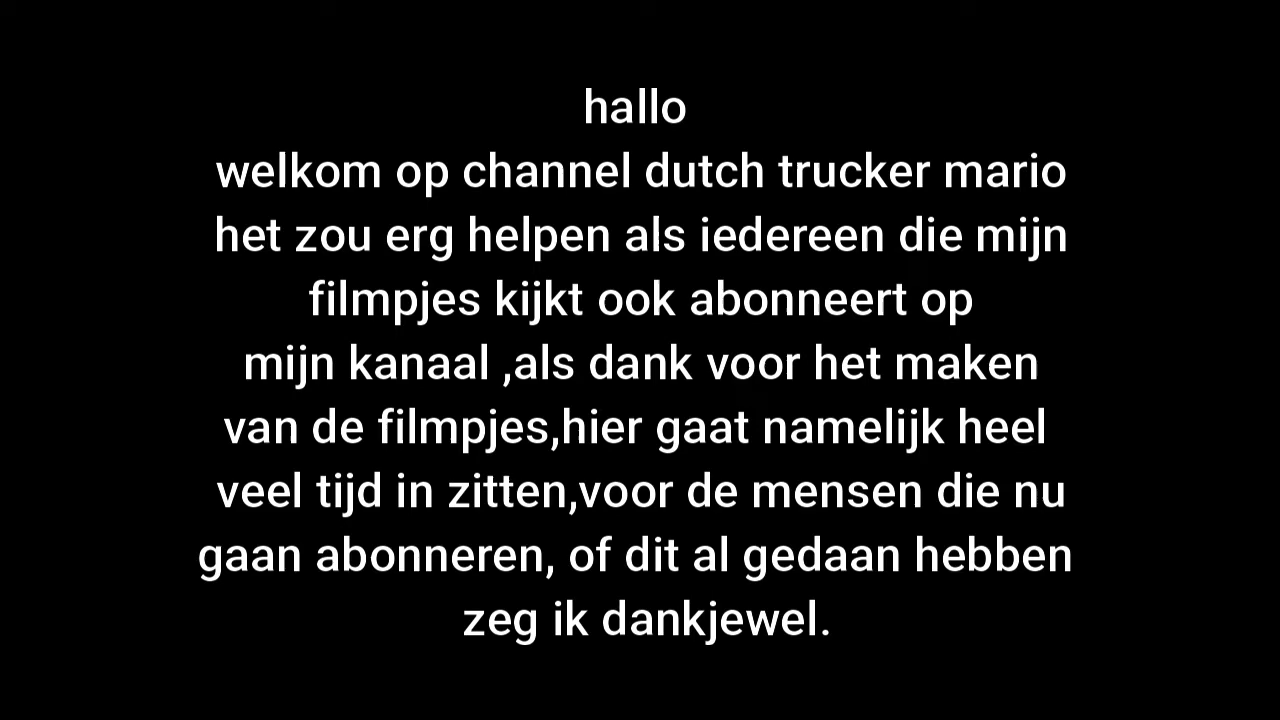 hallo
welkom op channel dutch trucker mario
het zou erg helpen als iedereen die mijn
filmpjes kijkt ook abonneert op
mijn kanaal ,als dank voor het maken
van de filmpjes,hier gaat namelijk heel
veel tijd in zitten,voor de mensen die nu
gaan abonneren, of dit al gedaan hebben
zeg ik dankjewel.